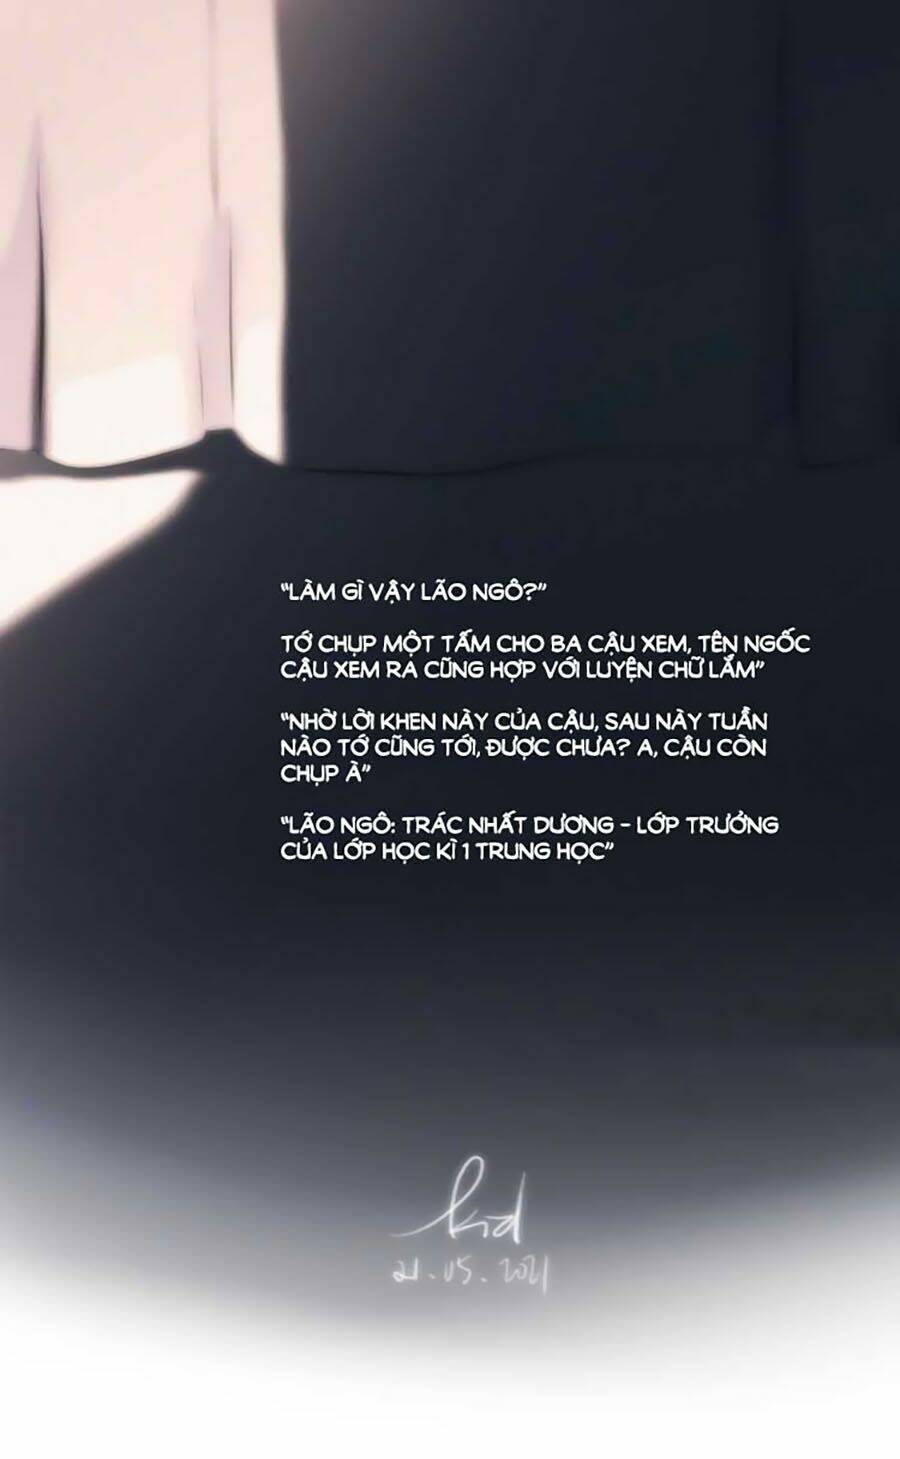 “LÀM GÌ VẬY LÃO NGÔ?”
TỚ CHỤP MỘT TẤM CHO BA CẬU XEM, TÊN NGỐC
CẬU XEM RA CŨNG HỢP VỚI LUYỆN CHỮ LẮM”
“NHỜ LỜI KHEN NÀY CỦA CẬU, SAU NÀY TUẦN
NÀO TỚ CŨNG TỚI, ĐƯỢC CHƯA? A, CẬU CÒN
CHỤP À”
“LÃO NGÔ: TRÁC NHẤT DƯƠNG - LỚP TRƯỞNG
CỦA LỚP HỌC KÌ 1 TRUNG HỌC”
Kid
21.05.2021